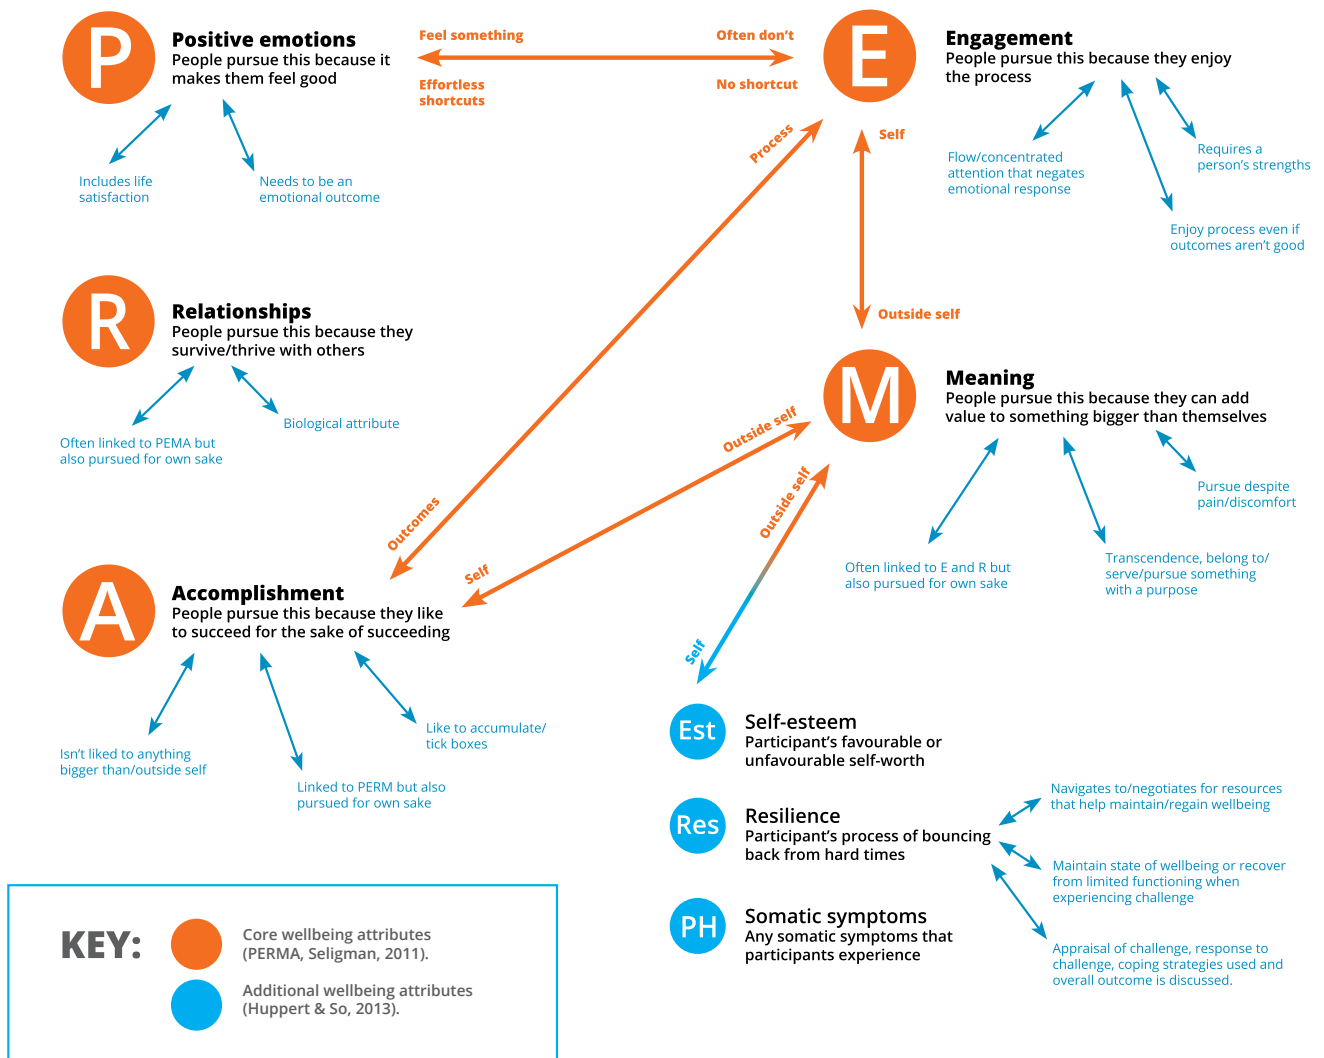 P
Positive emotions
People pursue this because it
makes them feel good
Includes life
satisfaction
Needs to be an
emotional outcome
Feel something
Often don't
Effortless
shortcuts
No shortcut
E
Engagement
People pursue this because they enjoy
the process
Flow/concentrated
attention that negates
emotional response
Requires a
person's strengths
Enjoy process even if
outcomes aren't good
Process
Outcomes
Self
Outside self
R
Relationships
People pursue this because they
survive/thrive with others
Often linked to PEMA but
also pursued for own sake
Biological attribute
M
Meaning
People pursue this because they can add
value to something bigger than themselves
Often linked to E and R but
also pursued for own sake
Transcendence, belong to/
serve/pursue something
with a purpose
Pursue despite
pain/discomfort
Outside self
Self
Outside self
Self
A
Accomplishment
People pursue this because they like
to succeed for the sake of succeeding
Isn't liked to anything
bigger than/outside self
Linked to PERM but also
pursued for own sake
Like to accumulate/
tick boxes
Est
Self-esteem
Participant's favourable or
unfavourable self-worth
Res
Resilience
Participant's process of bouncing
back from hard times
Navigates to/negotiates for resources
that help maintain/regain wellbeing
Maintain state of wellbeing or recover
from limited functioning when
experiencing challenge
Appraisal of challenge, response to
challenge, coping strategies used and
overall outcome is discussed.
PH
Somatic symptoms
Any somatic symptoms that
participants experience
KEY:
Core wellbeing attributes
(PERMA, Seligman, 2011).
Additional wellbeing attributes
(Huppert & So, 2013).